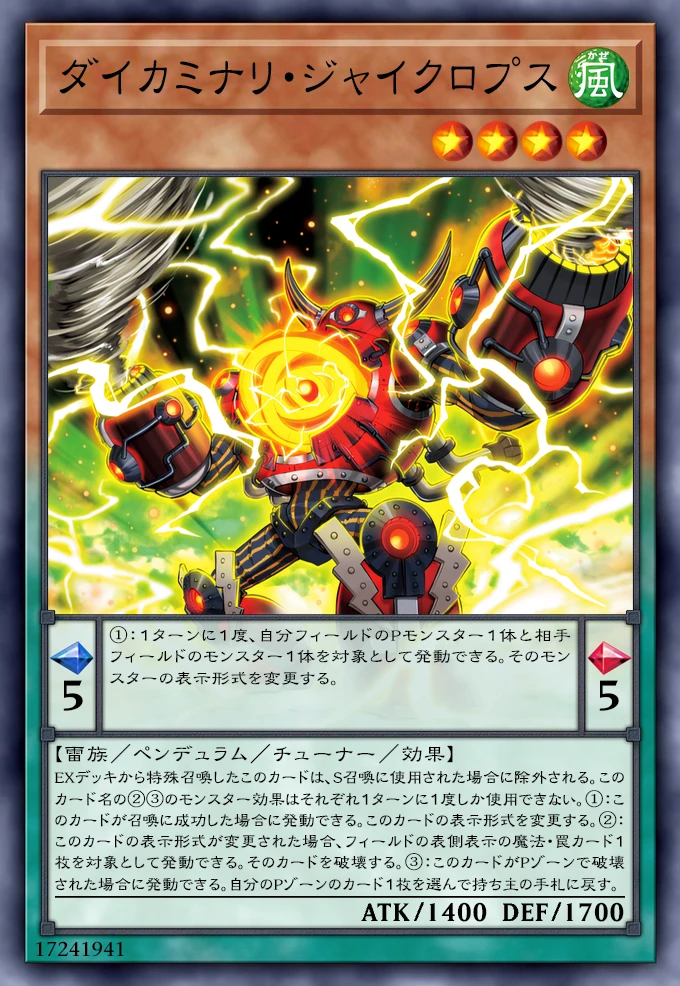 ダイカミナリ・ジャイクロプス
風
かぜ
5
①：1ターンに1度、自分フィールドのPモンスター1体と相手
フィールドのモンスター1体を対象として発動できる。そのモン
スターの表示形式を変更する。
5
【雷族／ペンデュラム／チューナー／効果】
EXデッキから特殊召喚したこのカードは、S召喚に使用された場合に除外される。この
カード名の②③のモンスター効果はそれぞれ1ターンに1度しか使用できない。①：こ
のカードが召喚に成功した場合に発動できる。このカードの表示形式を変更する。②：
このカードの表示形式が変更された場合、フィールドの表側表示の魔法・罠カード1
枚を対象として発動できる。そのカードを破壊する。③：このカードがPゾーンで破壊
された場合に発動できる。自分のPゾーンのカード1枚を選んで持ち主の手札に戻す。
ATK/1400 DEF/1700
17241941